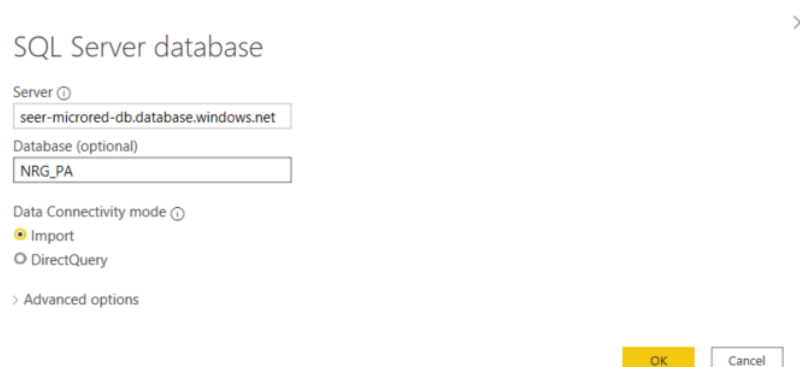 SQL Server database
Server
seer-microred-db.database.windows.net
Database (optional)
NRG_PA
Data Connectivity mode
Import
DirectQuery
Advanced options
OK Cancel